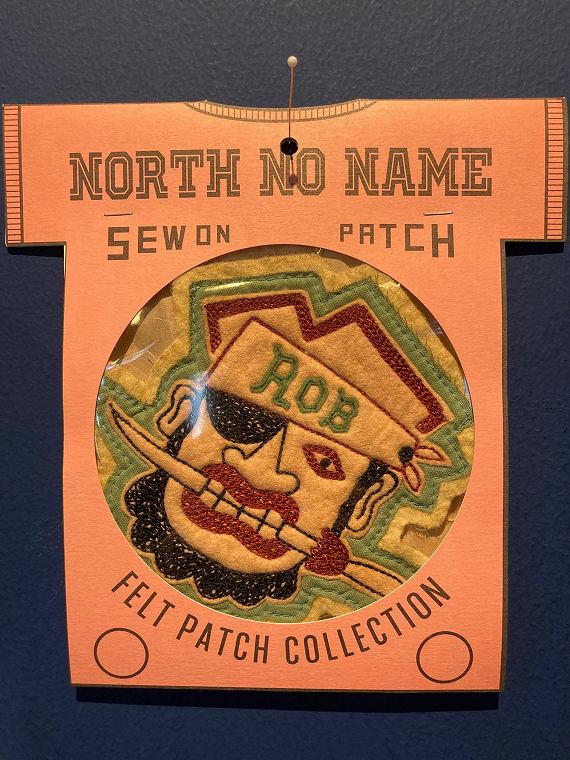 NORTH NO NAME
SEW ON PATCH
ROB
FELT PATCH COLLECTION